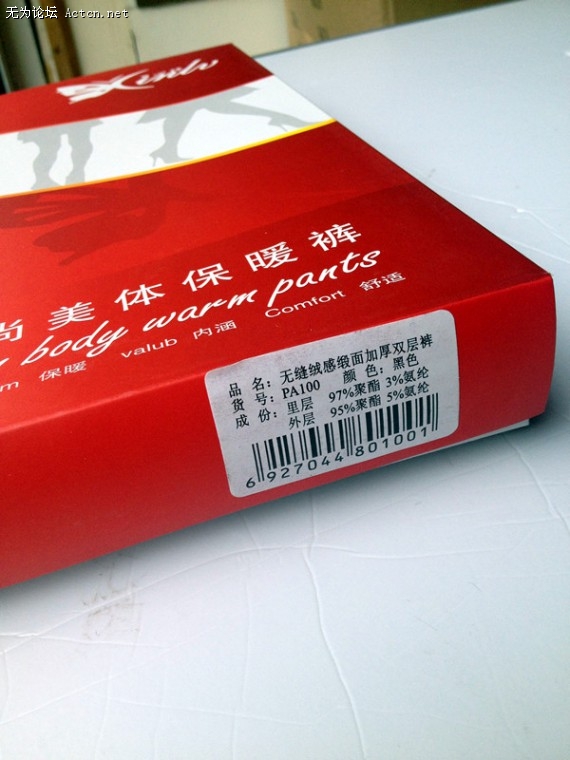 无为论坛 Actcn.net
Xinlv
尚美体保暖裤
body warm pants
保暖 valub 内涵 Comfort 舒适
品 名：无缝绒感缎面加厚双层裤
货 号：PA100 颜 色：黑色
成 份：里层 97%聚酯 3%氨纶
外层 95%聚酯 5%氨纶
6 927044 801001